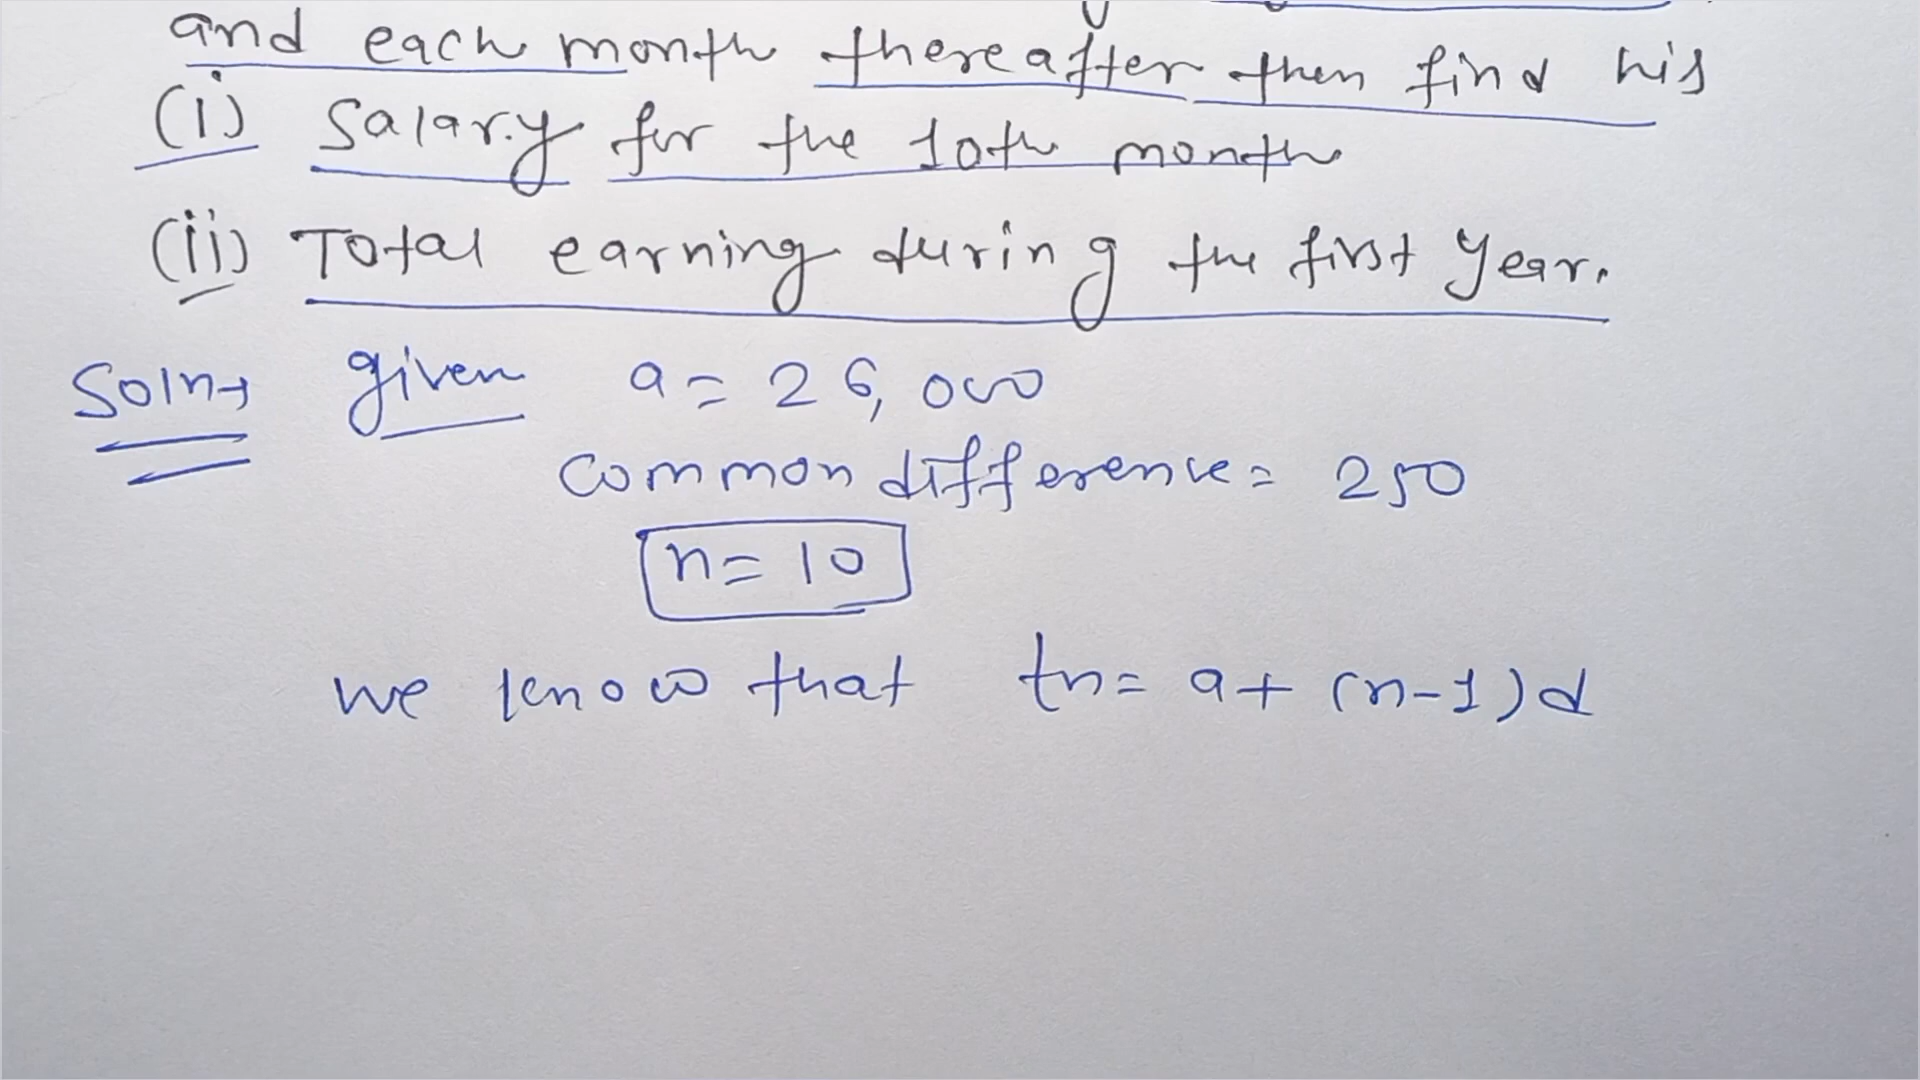 and each month thereafter then find his
(i) Salary for the 10th month
(ii) Total earning during the first year.
Soln→ given a = 26,000
Common difference = 250
n = 10
we know that tn = a + (n-1)d